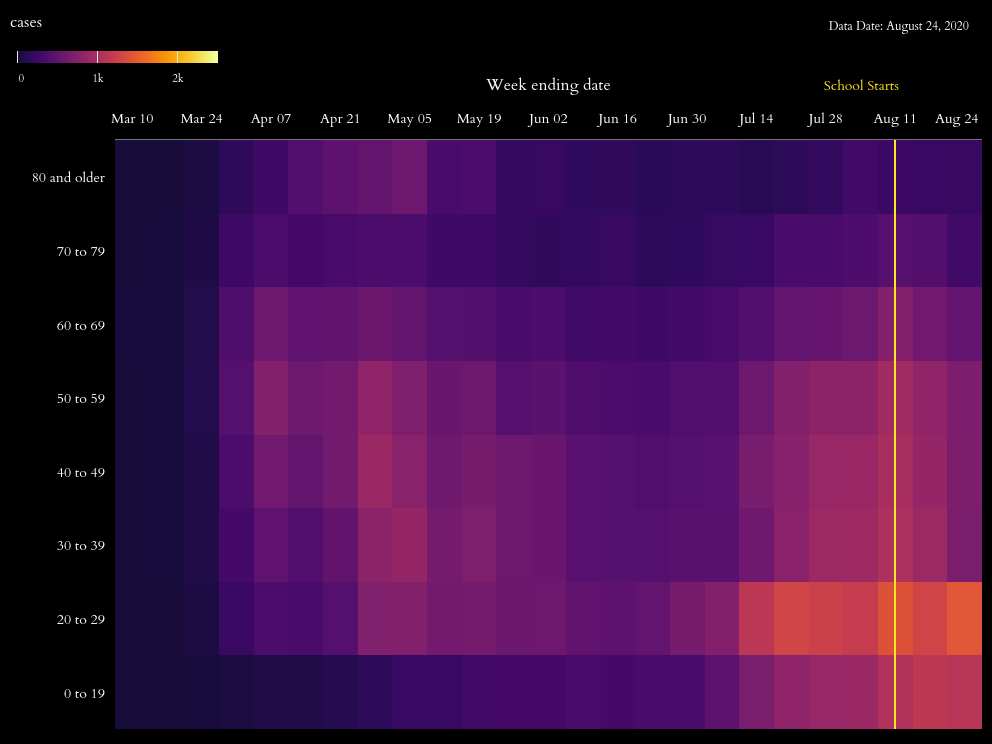 cases
Data Date: August 24, 2020
0 1k 2k
Week ending date
School Starts
Mar 10 Mar 24 Apr 07 Apr 21 May 05 May 19 Jun 02 Jun 16 Jun 30 Jul 14 Jul 28 Aug 11 Aug 24
80 and older
70 to 79
60 to 69
50 to 59
40 to 49
30 to 39
20 to 29
0 to 19